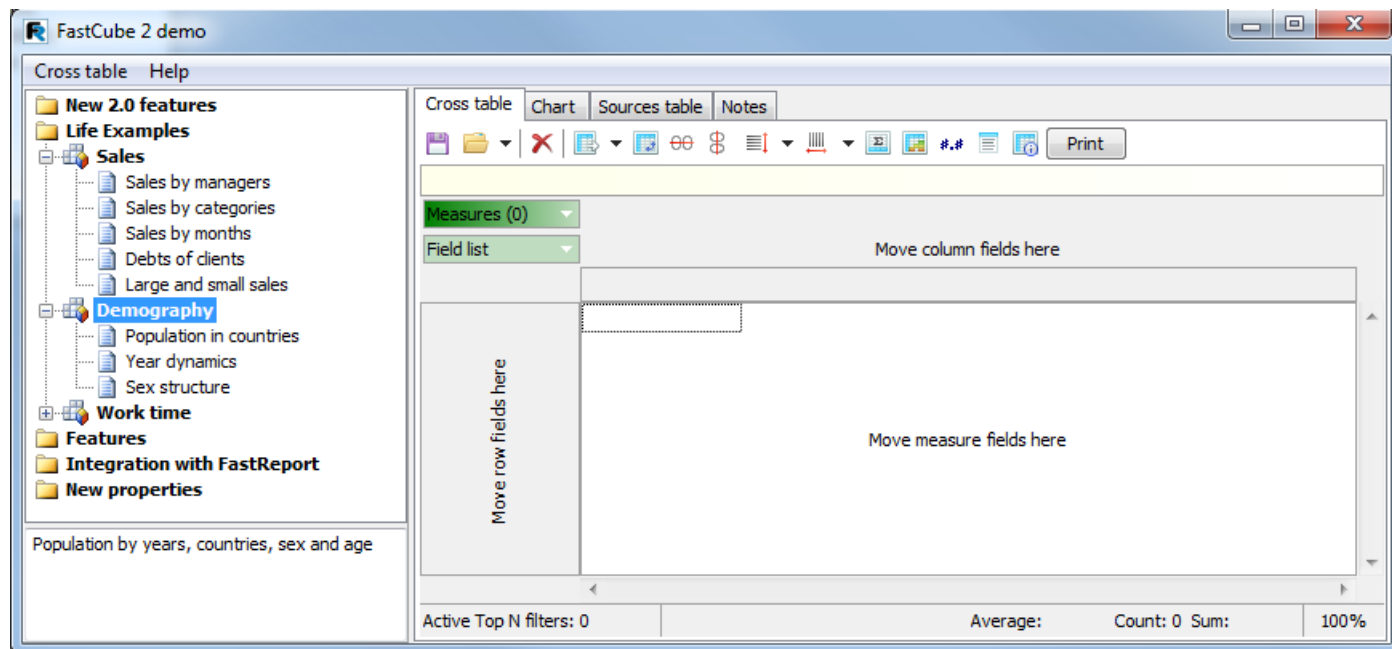 FastCube 2 demo
Cross table Help
New 2.0 features
Life Examples
Sales
Sales by managers
Sales by categories
Sales by months
Debts of clients
Large and small sales
Demography
Population in countries
Year dynamics
Sex structure
Work time
Features
Integration with FastReport
New properties
Population by years, countries, sex and age
Cross table Chart Sources table Notes
#.# Print
Measures (0)
Field list Move column fields here
Move row fields here
Move measure fields here
Active Top N filters: 0 Average: Count: 0 Sum: 100%